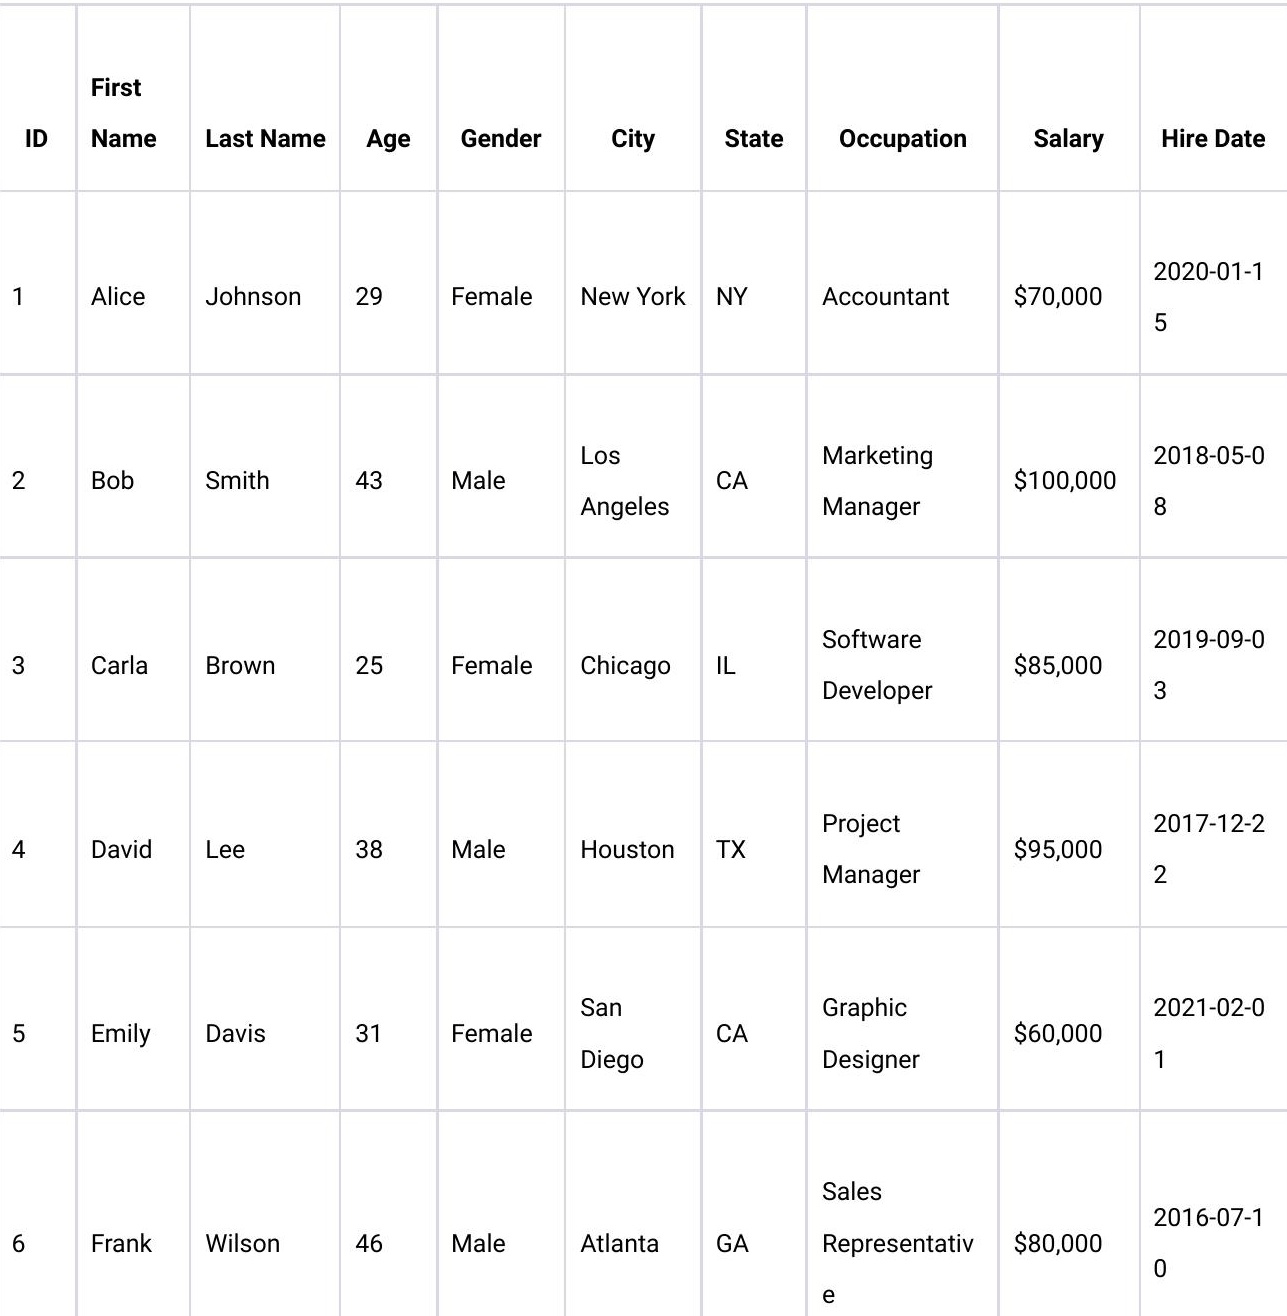 ID First Name Last Name Age Gender City State Occupation Salary Hire Date
1 Alice Johnson 29 Female New York NY Accountant $70,000 2020-01-15
2 Bob Smith 43 Male Los Angeles CA Marketing Manager $100,000 2018-05-08
3 Carla Brown 25 Female Chicago IL Software Developer $85,000 2019-09-03
4 David Lee 38 Male Houston TX Project Manager $95,000 2017-12-22
5 Emily Davis 31 Female San Diego CA Graphic Designer $60,000 2021-02-01
6 Frank Wilson 46 Male Atlanta GA Sales Representative $80,000 2016-07-10